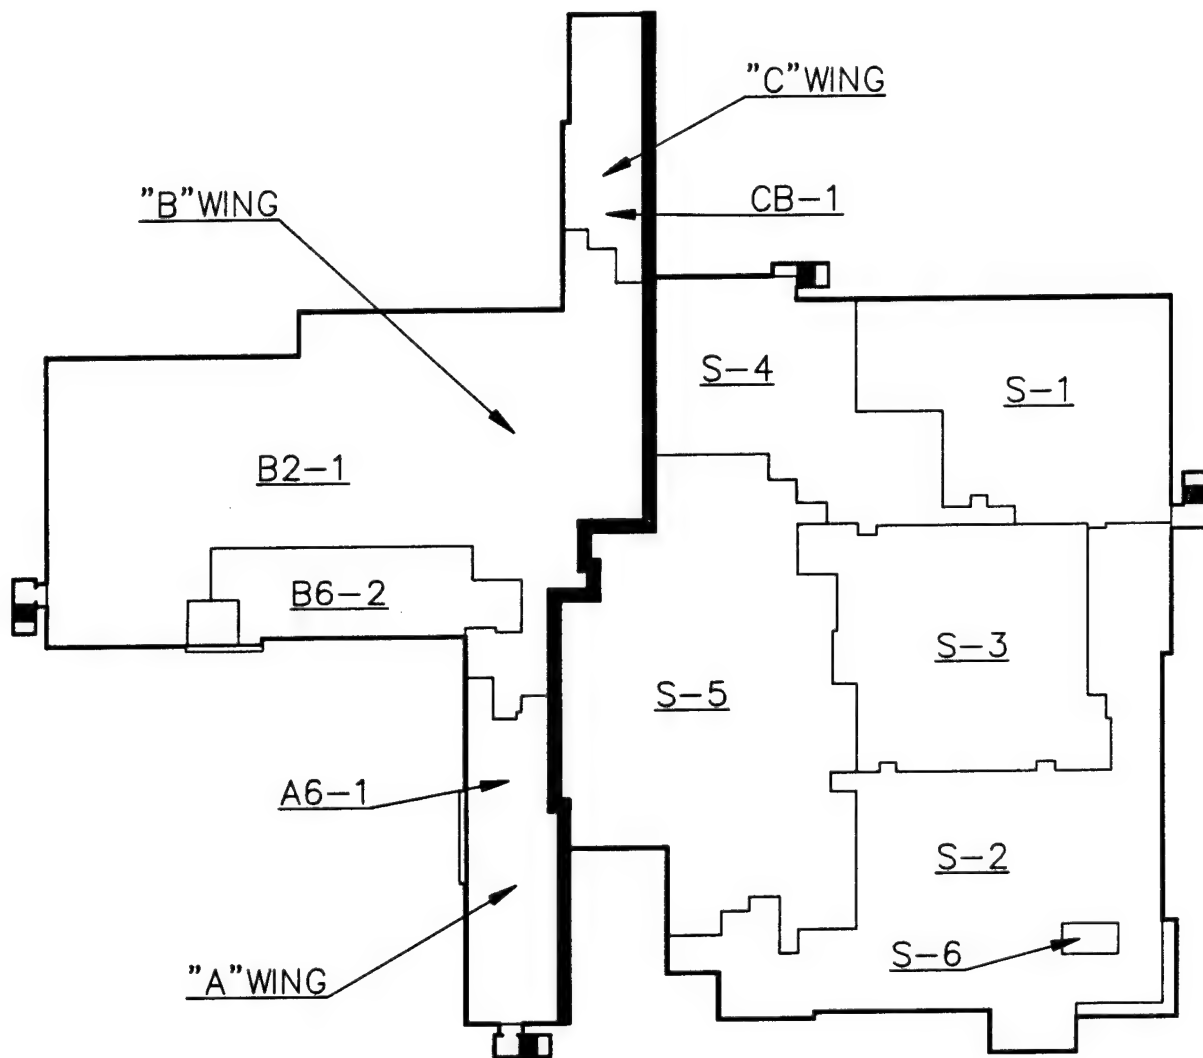 "C" WING
"B" WING
CB-1
S-4
S-1
B2-1
B6-2
S-3
S-5
A6-1
S-2
S-6
"A" WING